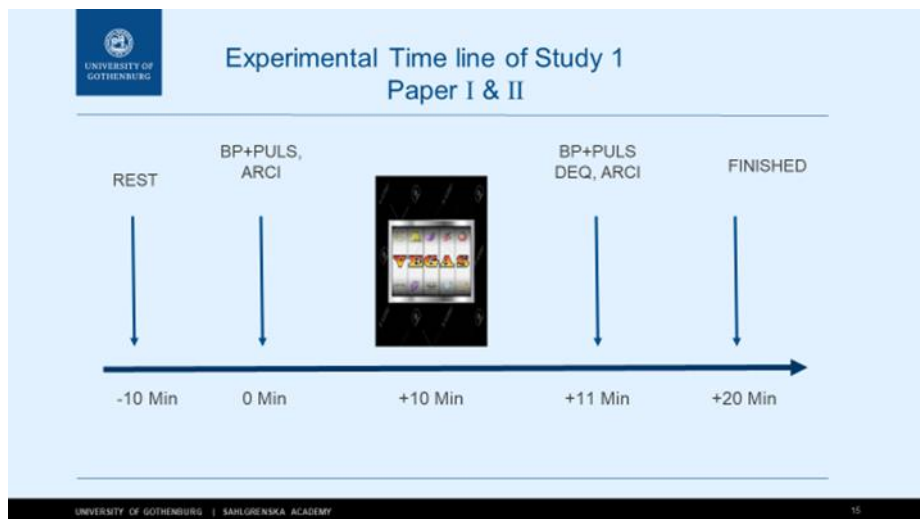 UNIVERSITY OF
GOTHENBURG
Experimental Time line of Study 1
Paper I & II
REST
BP+PULS,
ARCI
VEGAS
BP+PULS
DEQ, ARCI
FINISHED
-10 Min
0 Min
+10 Min
+11 Min
+20 Min
UNIVERSITY OF GOTHENBURG | SAHLGRENSKA ACADEMY
15